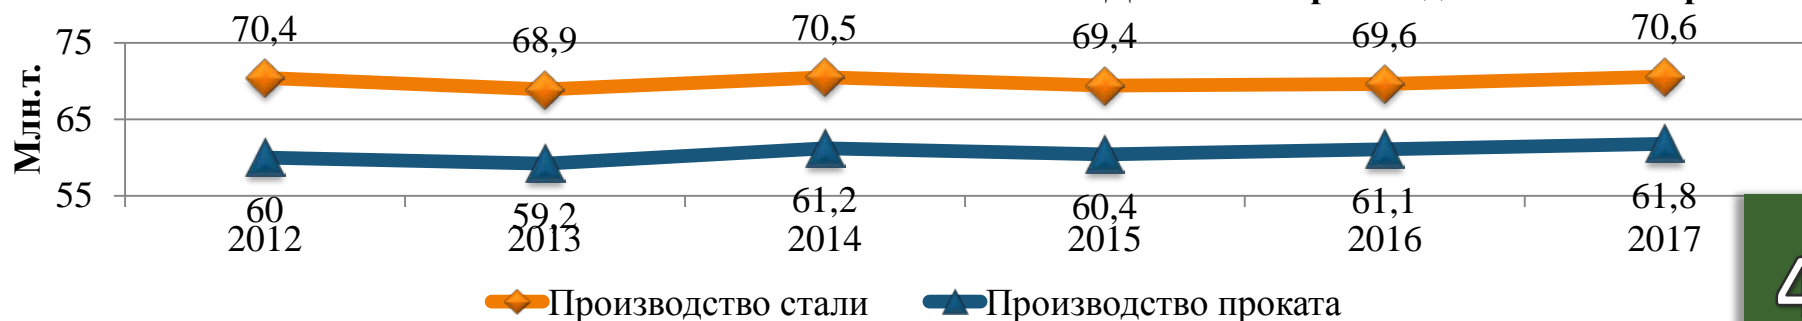 70,4 68,9 70,5 69,4 69,6 70,6
75
65
55
Млн.т.
60 59,2 61,2 60,4 61,1 61,8
2012 2013 2014 2015 2016 2017
Производство стали Производство проката